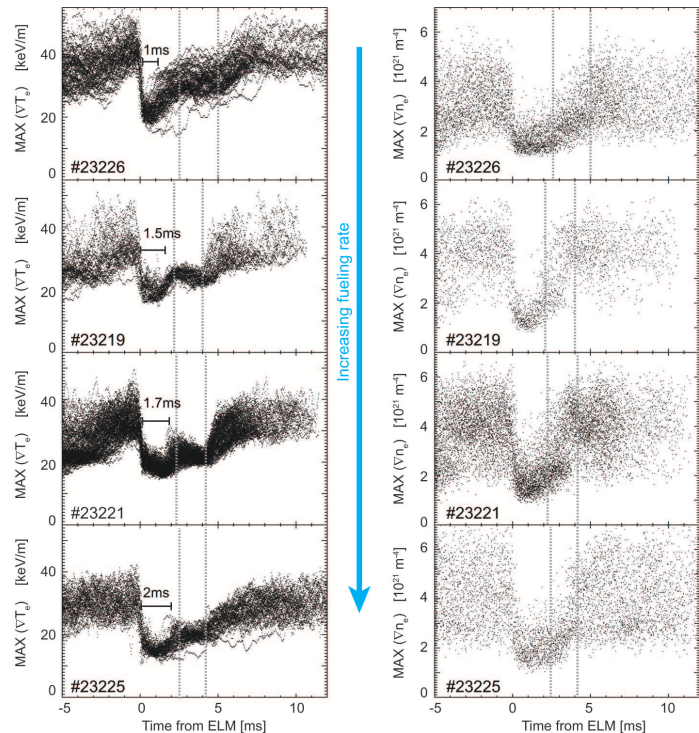 MAX (∇Tₑ) [keV/m]
40
20
0
1ms
#23226
MAX (∇nₑ) [10²¹ m⁻⁴]
6
4
2
0
#23226
MAX (∇Tₑ) [keV/m]
40
20
0
1.5ms
#23219
MAX (∇nₑ) [10²¹ m⁻⁴]
6
4
2
0
#23219
Increasing fueling rate
MAX (∇Tₑ) [keV/m]
40
20
0
1.7ms
#23221
MAX (∇nₑ) [10²¹ m⁻⁴]
6
4
2
0
#23221
MAX (∇Tₑ) [keV/m]
40
20
0
2ms
#23225
MAX (∇nₑ) [10²¹ m⁻⁴]
6
4
2
0
#23225
-5 0 5 10
Time from ELM [ms]
-5 0 5 10
Time from ELM [ms]